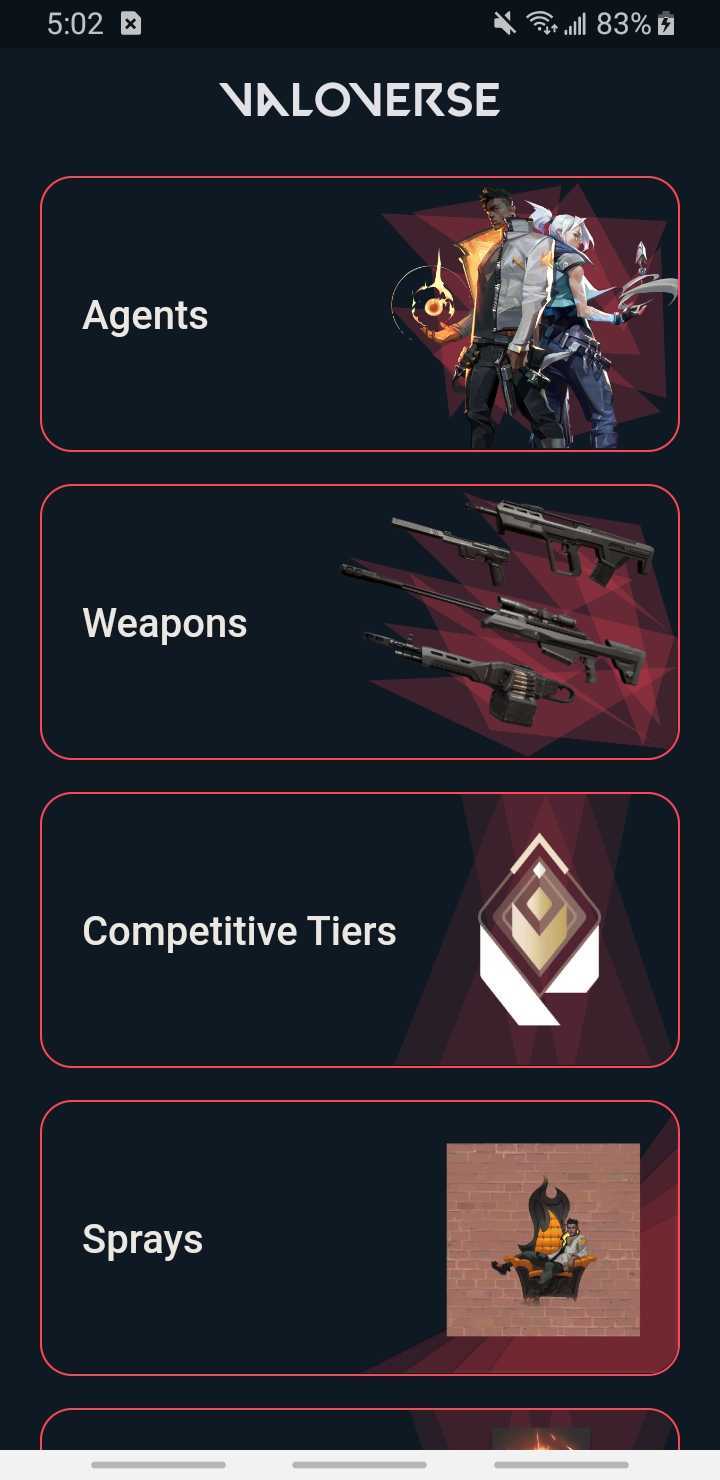 5:02
83%
VALOVERSE
Agents
Weapons
Competitive Tiers
Sprays